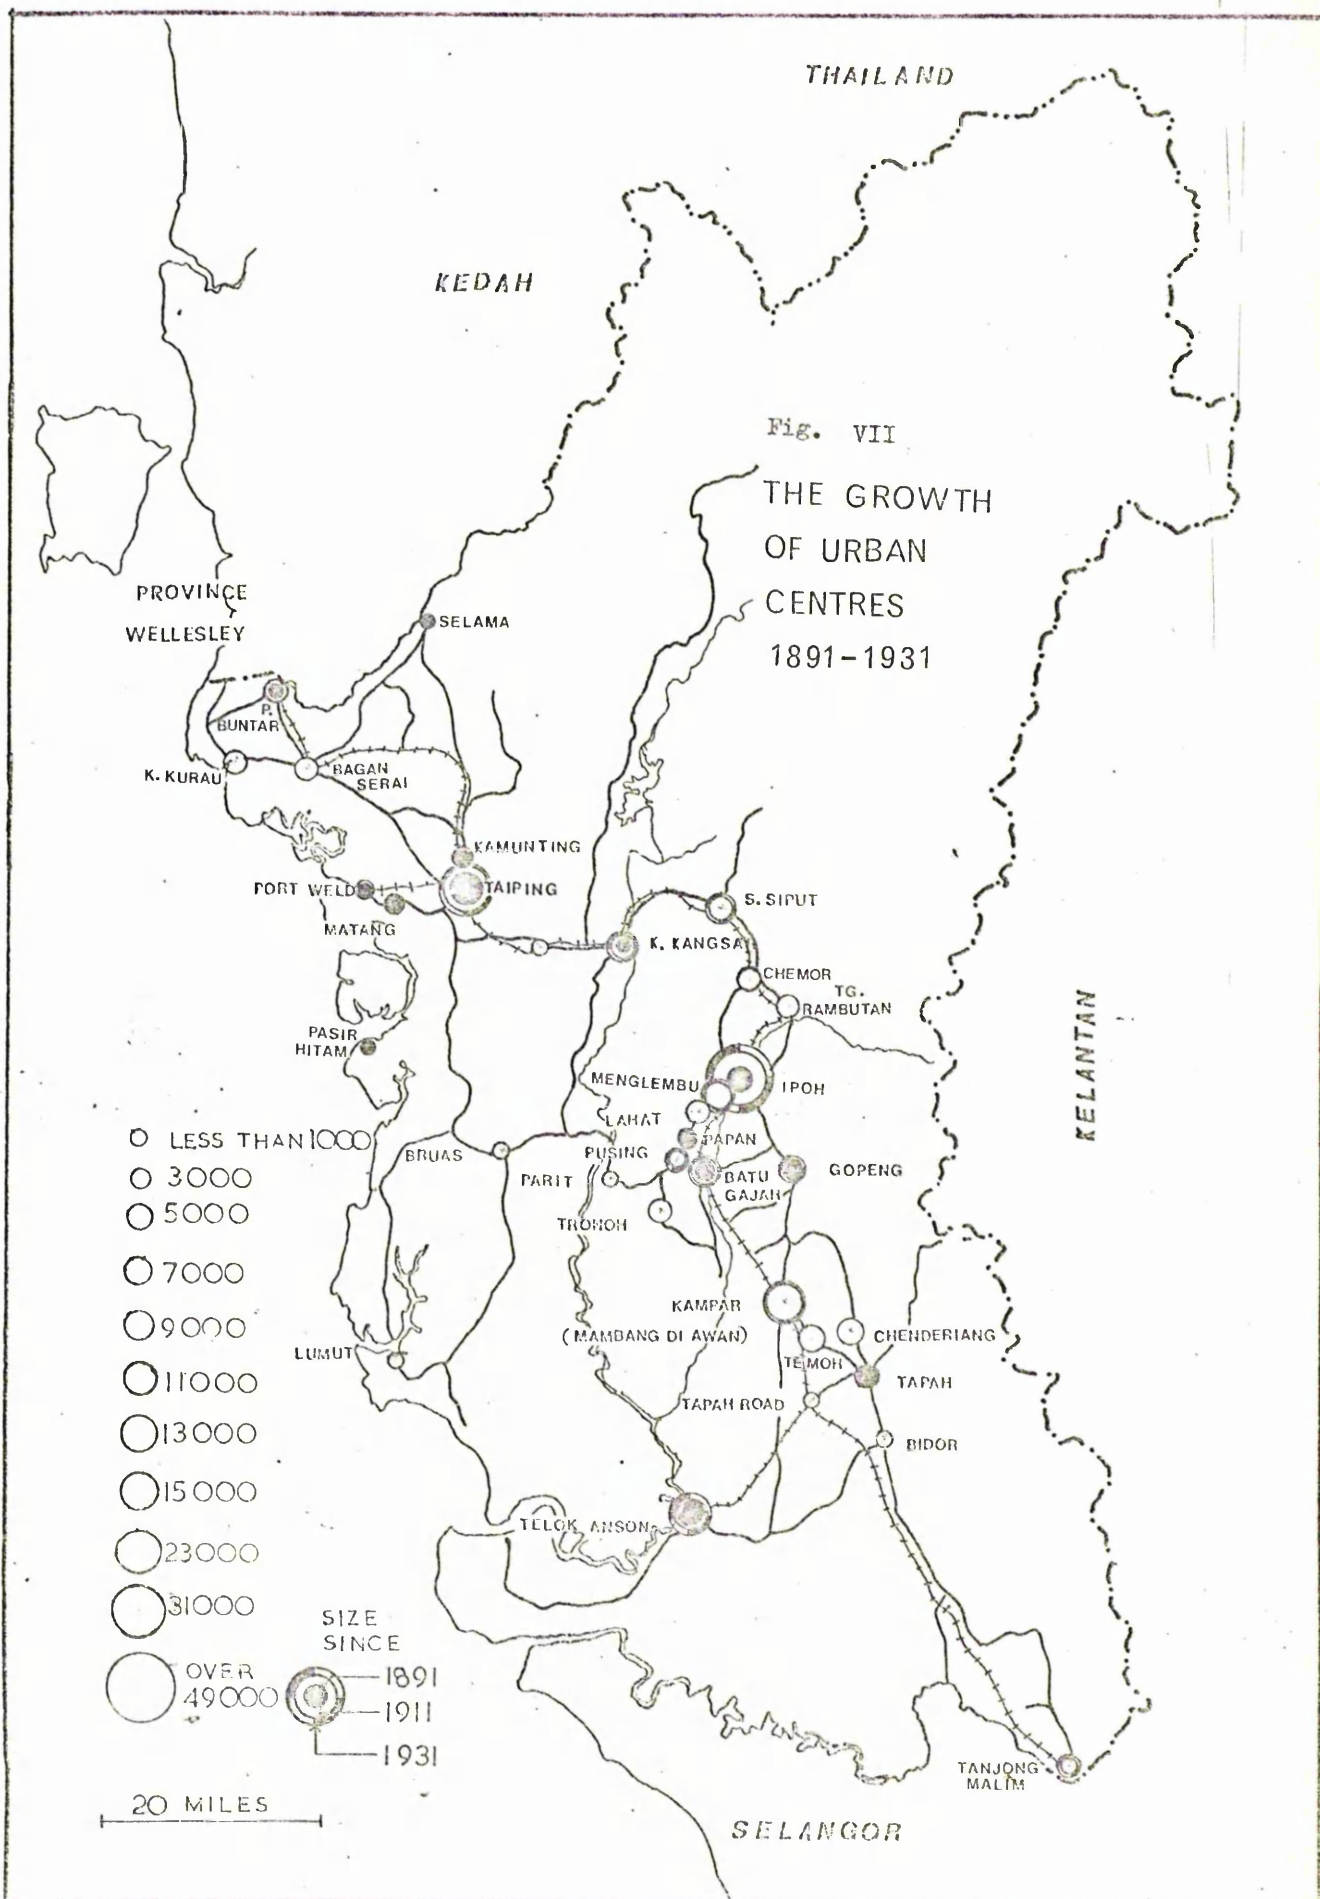 THAILAND
KEDAH
Fig. VII
THE GROWTH
OF URBAN
CENTRES
1891-1931
PROVINCE
WELLESLEY
SELAMA
P.
BUNTAR
K. KURAU
BAGAN
SERAI
KAMUNTING
PORT WELD
TAIPING
MATANG
S. SIPUT
K. KANGSA
CHEMOR
TG.
RAMBUTAN
PASIR
HITAM
KELANTAN
MENGLEMBU
IPOH
LAHAT
PAPAN
BRUAS
PUSING
PARIT
BATU
GAJAH
GOPENG
TRONOH
KAMPAR
(MAMBANG DI AWAN)
CHENDERIANG
TEMOH
LUMUT
TAPAH
TAPAH ROAD
BIDOR
TELOK ANSON
TANJONG
MALIM
SELANGOR
LESS THAN 1000
3000
5000
7000
9000
11000
13000
15000
23000
31000
OVER
49000
SIZE
SINCE
1891
1911
1931
20 MILES